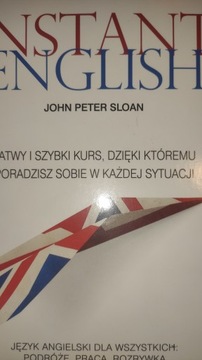 NSTANT
ENGLISH
JOHN PETER SLOAN
ATWY I SZYBKI KURS, DZIĘKI KTÓREMU
PORADZISZ SOBIE W KAŻDEJ SYTUACJI
JĘZYK ANGIELSKI DLA WSZYSTKICH:
PODRÓŻE, PRACA, ROZRYWKA